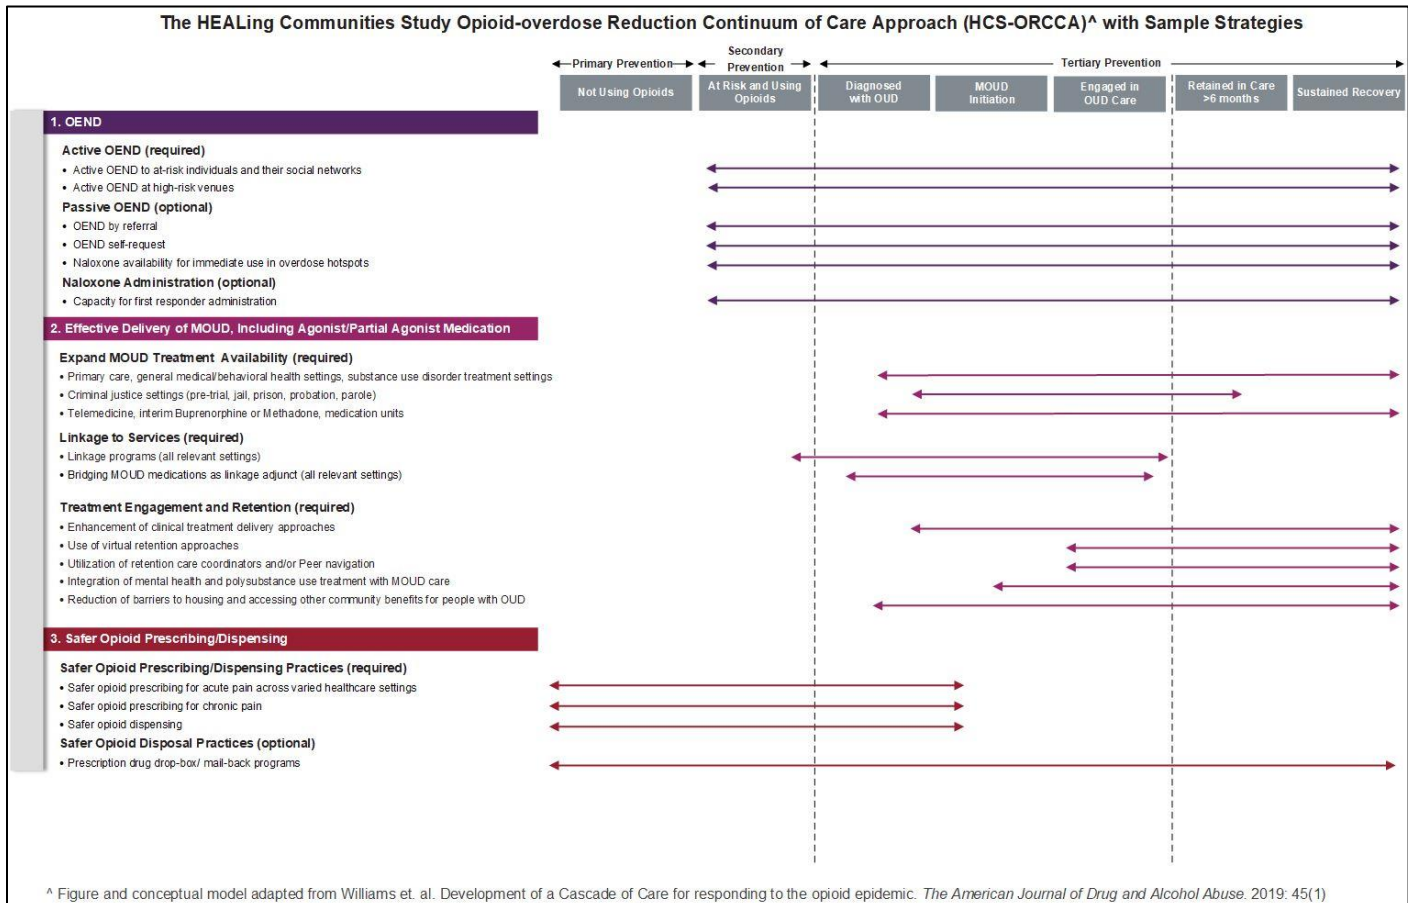 The HEALing Communities Study Opioid-overdose Reduction Continuum of Care Approach (HCS-ORCCA)^ with Sample Strategies
Primary Prevention
Secondary
Prevention
Tertiary Prevention
Not Using Opioids
At Risk and Using
Opioids
Diagnosed
with OUD
MOUD
Initiation
Engaged in
OUD Care
Retained in Care
>6 months
Sustained Recovery
1. OEND
Active OEND (required)
• Active OEND to at-risk individuals and their social networks
• Active OEND at high-risk venues
Passive OEND (optional)
• OEND by referral
• OEND self-request
• Naloxone availability for immediate use in overdose hotspots
Naloxone Administration (optional)
• Capacity for first responder administration
2. Effective Delivery of MOUD, Including Agonist/Partial Agonist Medication
Expand MOUD Treatment Availability (required)
• Primary care, general medical/behavioral health settings, substance use disorder treatment settings
• Criminal justice settings (pre-trial, jail, prison, probation, parole)
• Telemedicine, interim Buprenorphine or Methadone, medication units
Linkage to Services (required)
• Linkage programs (all relevant settings)
• Bridging MOUD medications as linkage adjunct (all relevant settings)
Treatment Engagement and Retention (required)
• Enhancement of clinical treatment delivery approaches
• Use of virtual retention approaches
• Utilization of retention care coordinators and/or Peer navigation
• Integration of mental health and polysubstance use treatment with MOUD care
• Reduction of barriers to housing and accessing other community benefits for people with OUD
3. Safer Opioid Prescribing/Dispensing
Safer Opioid Prescribing/Dispensing Practices (required)
• Safer opioid prescribing for acute pain across varied healthcare settings
• Safer opioid prescribing for chronic pain
• Safer opioid dispensing
Safer Opioid Disposal Practices (optional)
• Prescription drug drop-box/ mail-back programs
^ Figure and conceptual model adapted from Williams et. al. Development of a Cascade of Care for responding to the opioid epidemic. The American Journal of Drug and Alcohol Abuse. 2019: 45(1)